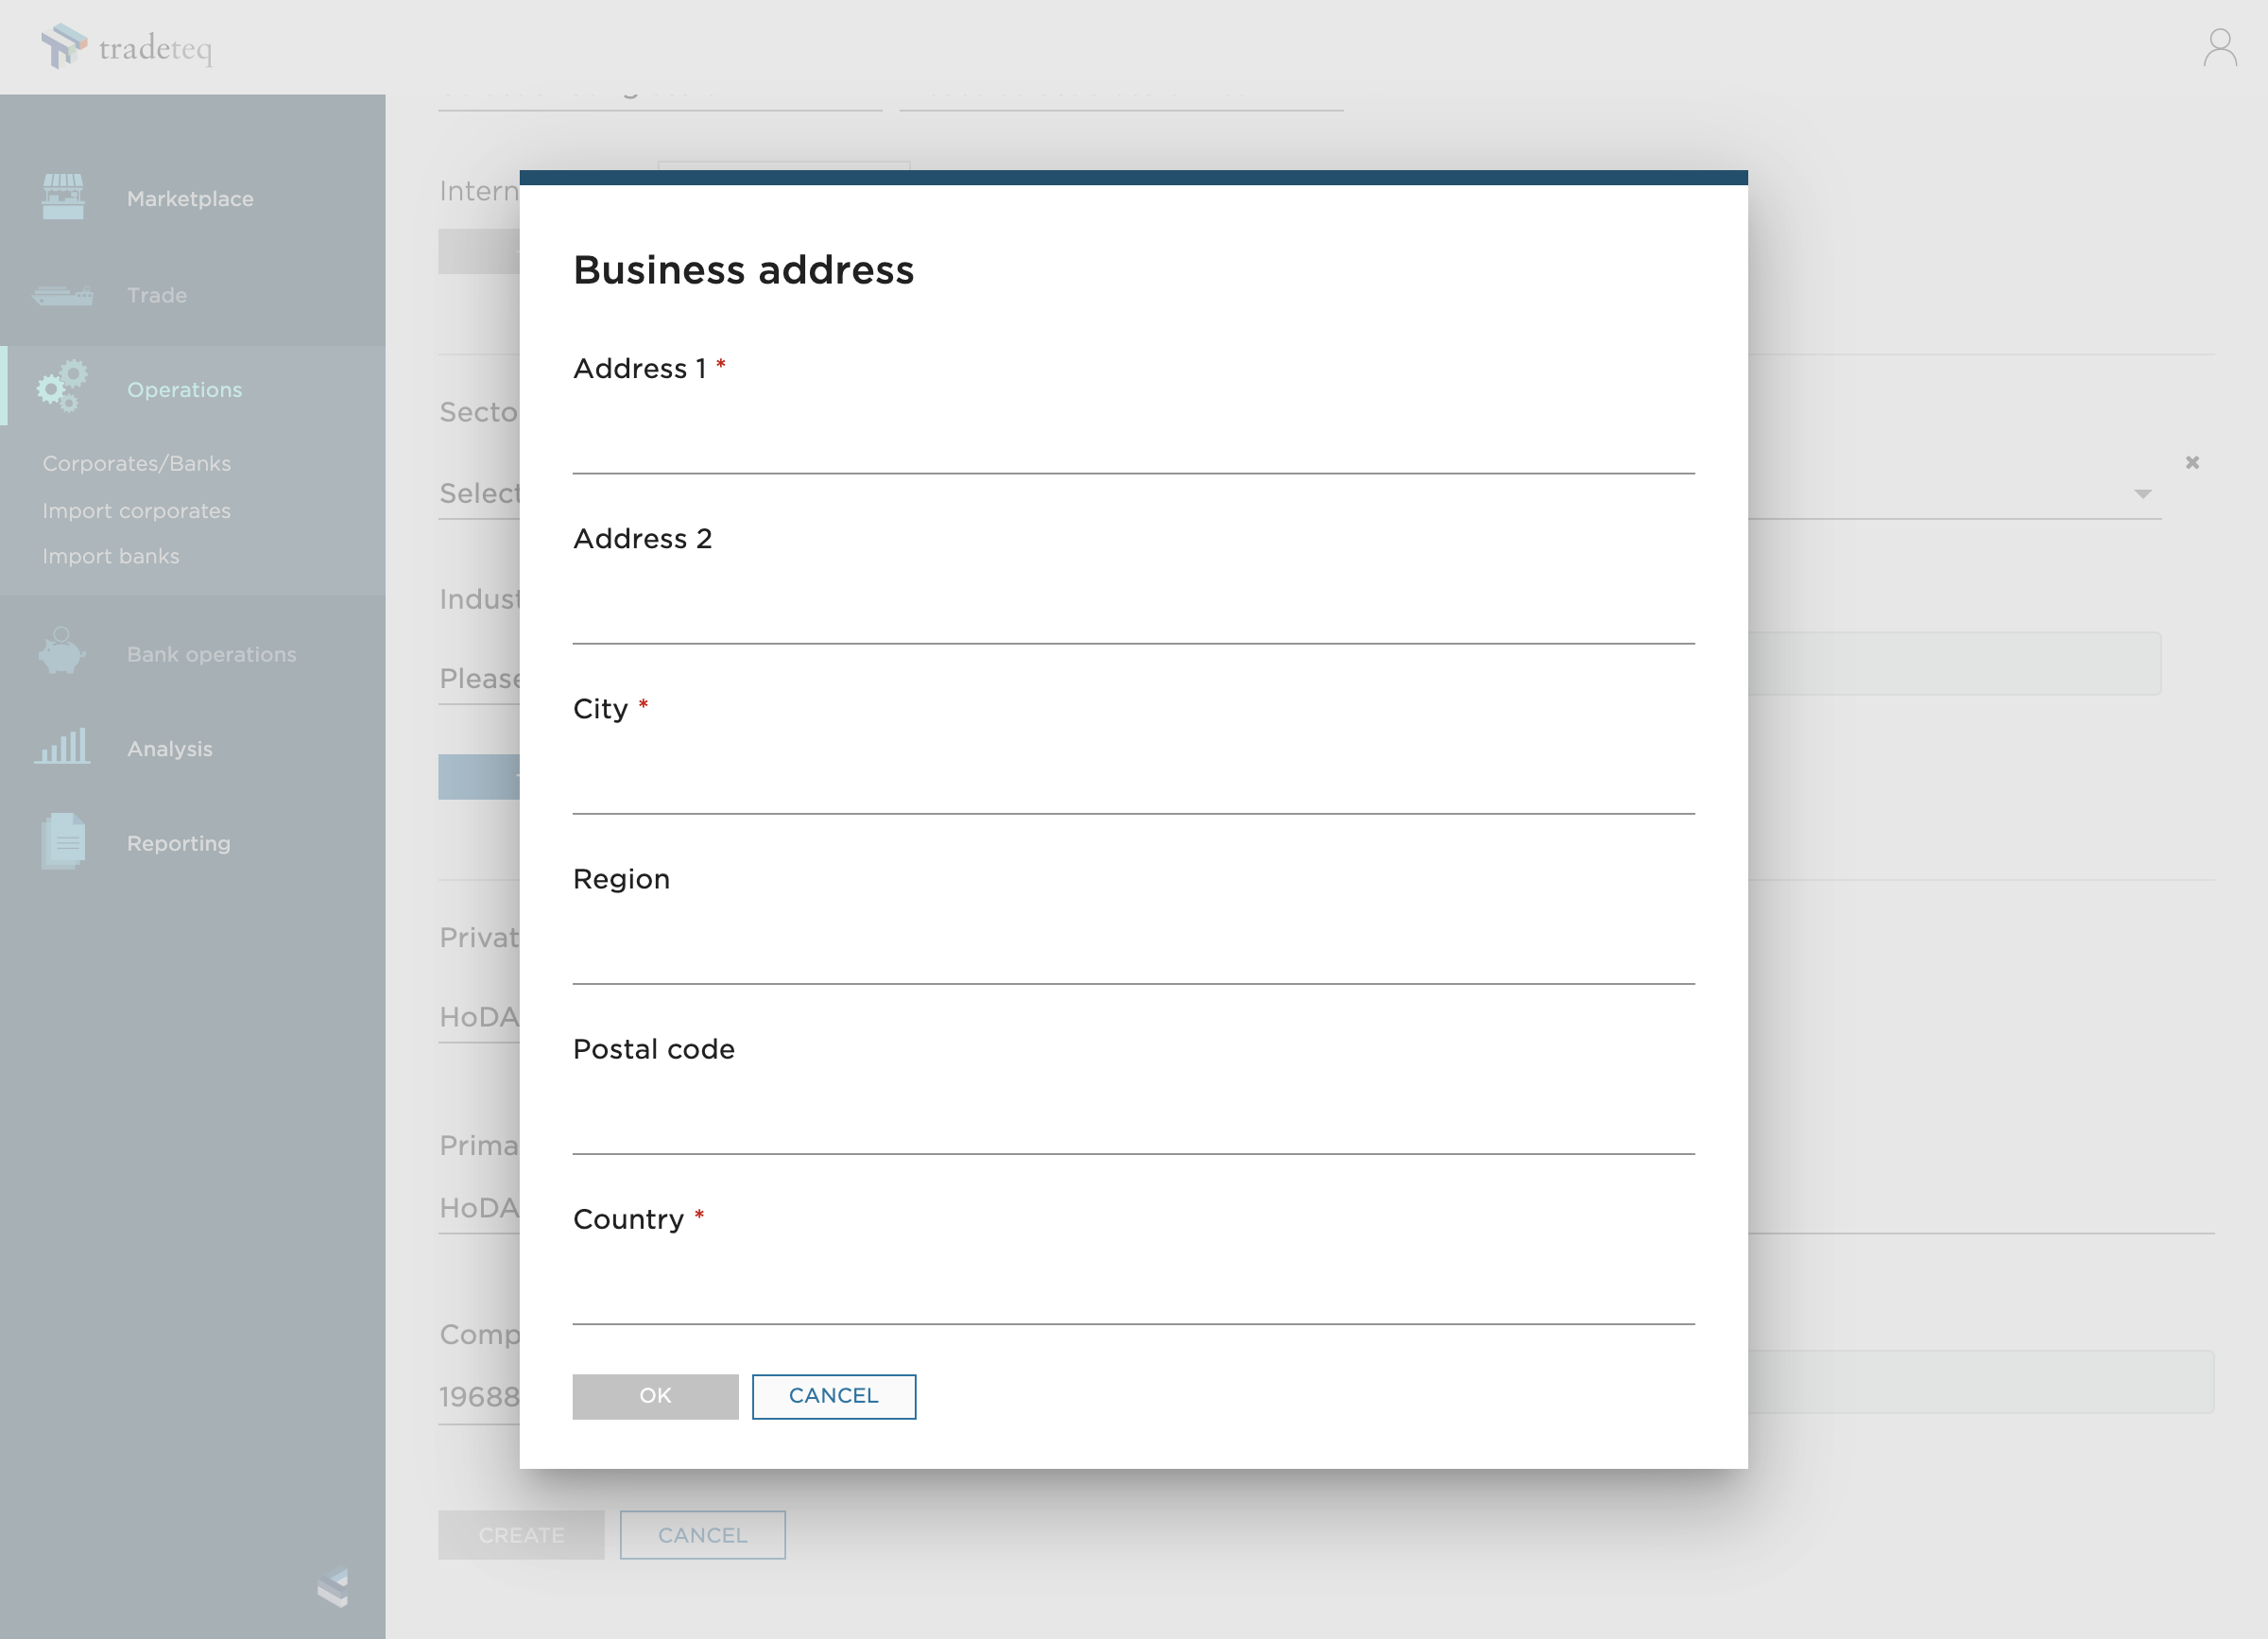 tradeteq
Marketplace
Trade
Operations
Corporates/Banks
Import corporates
Import banks
Bank operations
Analysis
Reporting
Intern
Secto
Select
Indust
Please
Privat
HoDA
Prima
HoDA
Comp
19688
CREATE
CANCEL
Business address
Address 1 *
Address 2
City *
Region
Postal code
Country *
OK
CANCEL